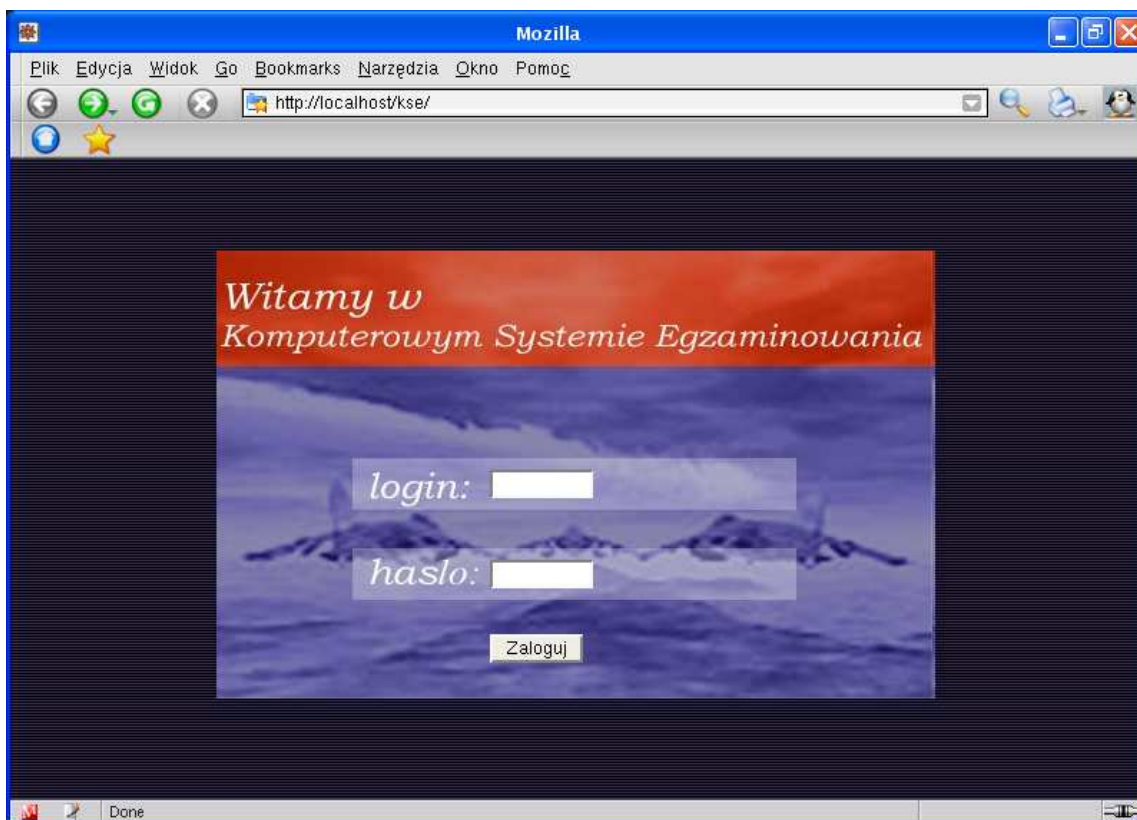 Mozilla
Plik Edycja Widok Go Bookmarks Narzędzia Okno Pomoc
http://localhost/kse/
Witamy w
Komputerowym Systemie Egzaminowania
login:
haslo:
Zaloguj
Done